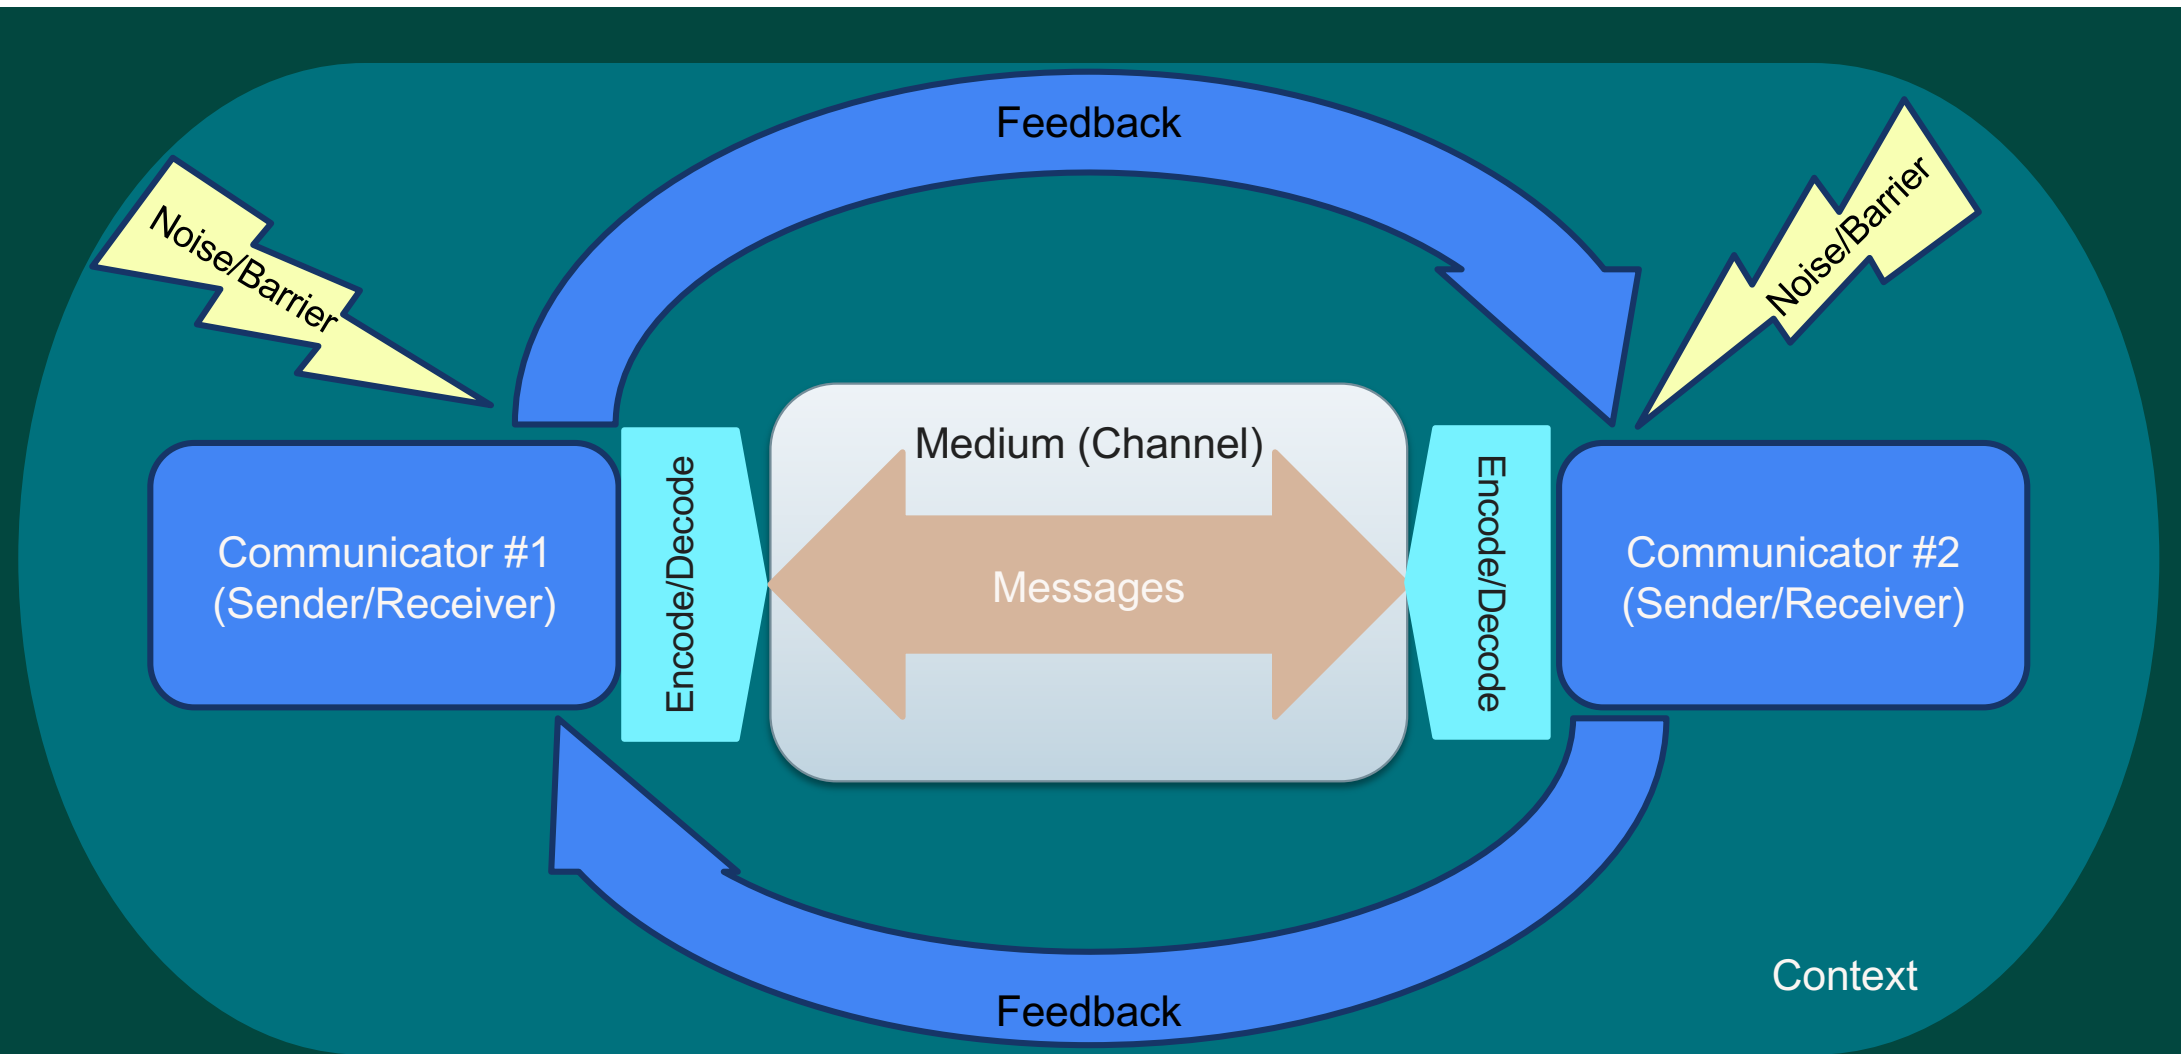 Feedback
Noise/Barrier
Noise/Barrier
Medium (Channel)
Communicator #1
(Sender/Receiver)
Encode/Decode
Messages
Encode/Decode
Communicator #2
(Sender/Receiver)
Context
Feedback